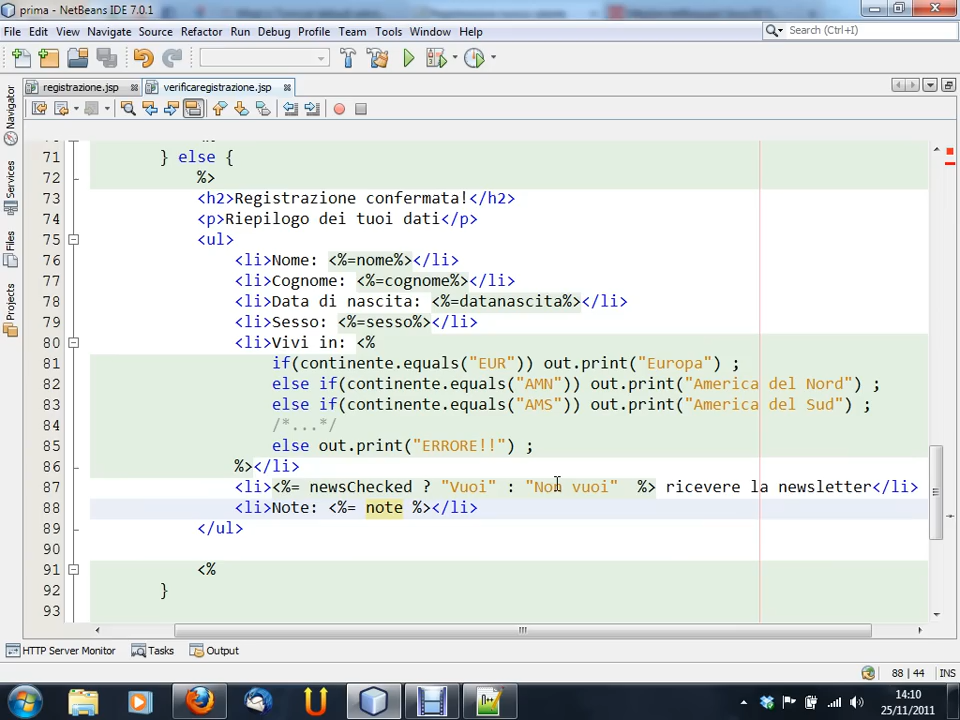 prima - NetBeans IDE 7.0.1
File Edit View Navigate Source Refactor Run Debug Profile Team Tools Window Help
Search (Ctrl+I)
registrazione.jsp verificaregistrazione.jsp
Navigator
Services
Files
Projects
71 } else {
72 %>
73 <h2>Registrazione confermata!</h2>
74 <p>Riepilogo dei tuoi dati</p>
75 <ul>
76 <li>Nome: <%=nome%></li>
77 <li>Cognome: <%=cognome%></li>
78 <li>Data di nascita: <%=datanascita%></li>
79 <li>Sesso: <%=sesso%></li>
80 <li>Vivi in: <%
81 if(continente.equals("EUR")) out.print("Europa") ;
82 else if(continente.equals("AMN")) out.print("America del Nord") ;
83 else if(continente.equals("AMS")) out.print("America del Sud") ;
84 /*...*/
85 else out.print("ERRORE!!") ;
86 %></li>
87 <li><%= newsChecked ? "Vuoi" : "Non vuoi" %> ricevere la newsletter</li>
88 <li>Note: <%= note %></li>
89 </ul>
90
91 <%
92 }
93
HTTP Server Monitor Tasks Output
88 | 44 INS
14:10
25/11/2011